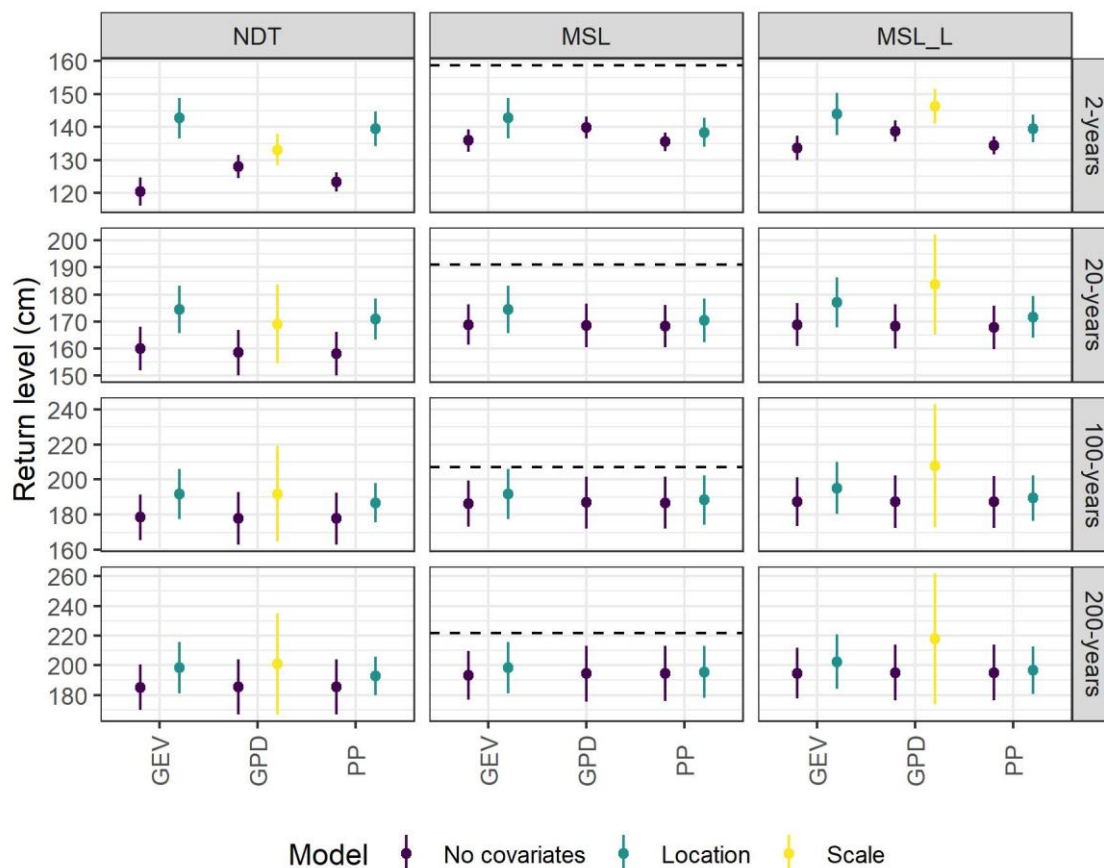 NDT MSL MSL_L
Return level (cm)
160
150
140
130
120
2-years
200
190
180
170
160
150
20-years
240
220
200
180
160
100-years
260
240
220
200
180
200-years
GEV GPD PP GEV GPD PP GEV GPD PP
Model No covariates Location Scale